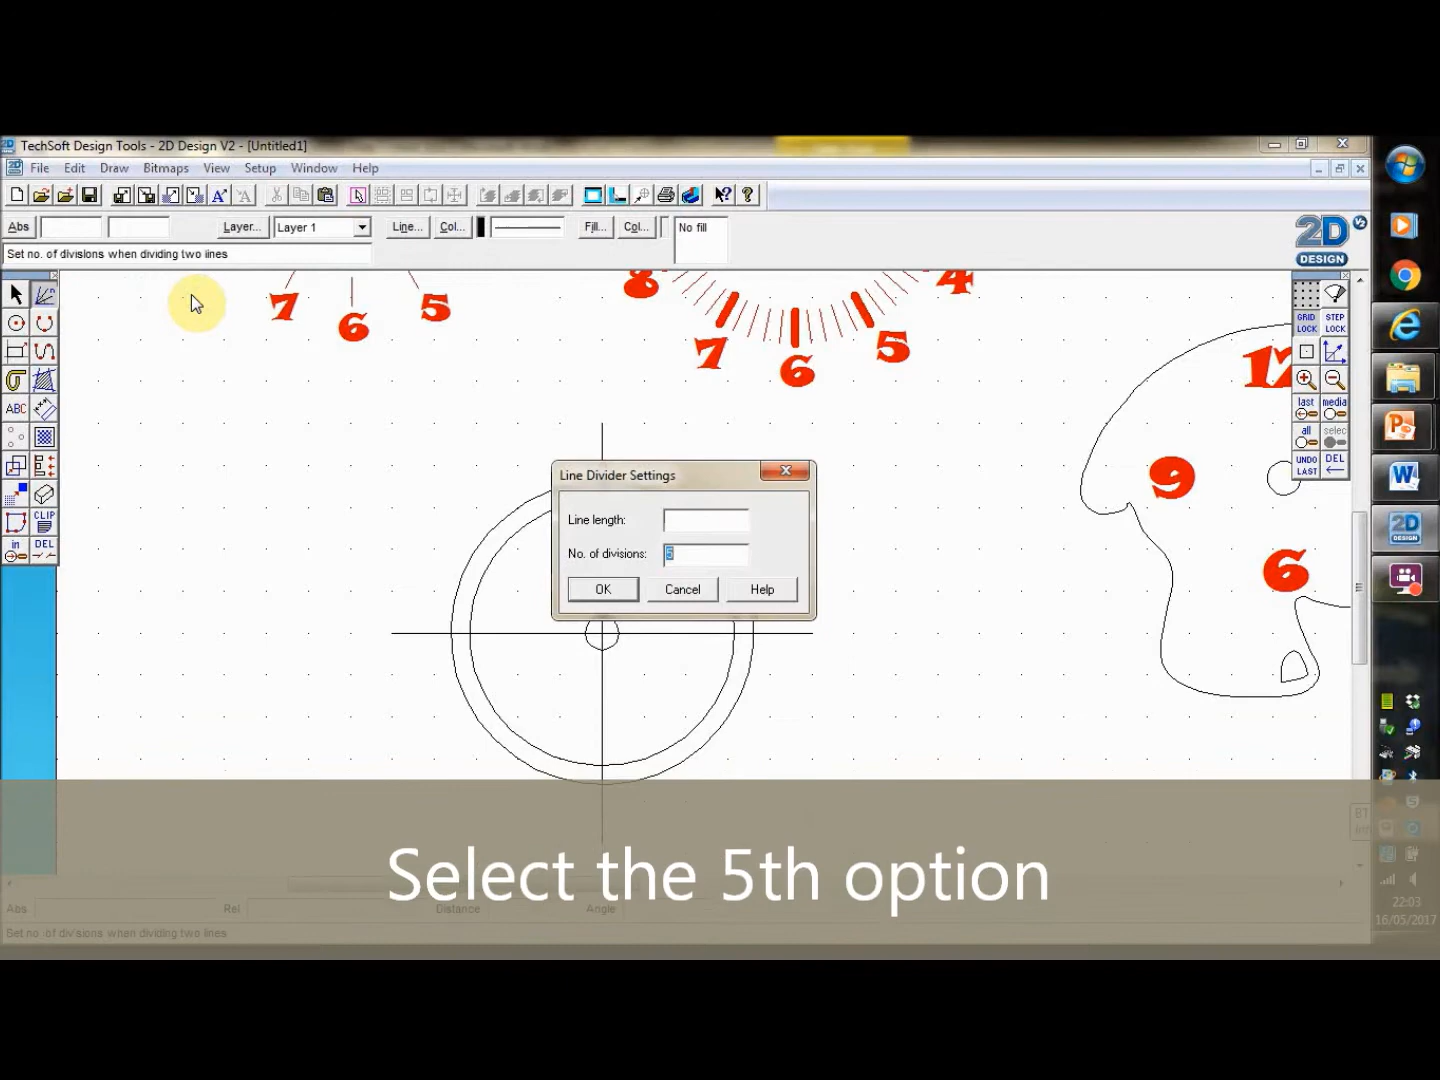 TechSoft Design Tools - 2D Design V2 - [Untitled1]
File Edit Draw Bitmaps View Setup Window Help
Abs Layer... Layer 1 Line... Col... Fill... Col... No fill
2D V2
DESIGN
Set no. of divisions when dividing two lines
7 6 5
8 7 6 5 4
12
9
6
GRID LOCK STEP LOCK
last media
all selec
UNDO LAST DEL
ABC
CLIP
in DEL
Line Divider Settings
Line length:
No. of divisions: 5
OK Cancel Help
Select the 5th option
Abs Rel Distance Angle
Set no. of divisions when dividing two lines
22:03
16/05/2017